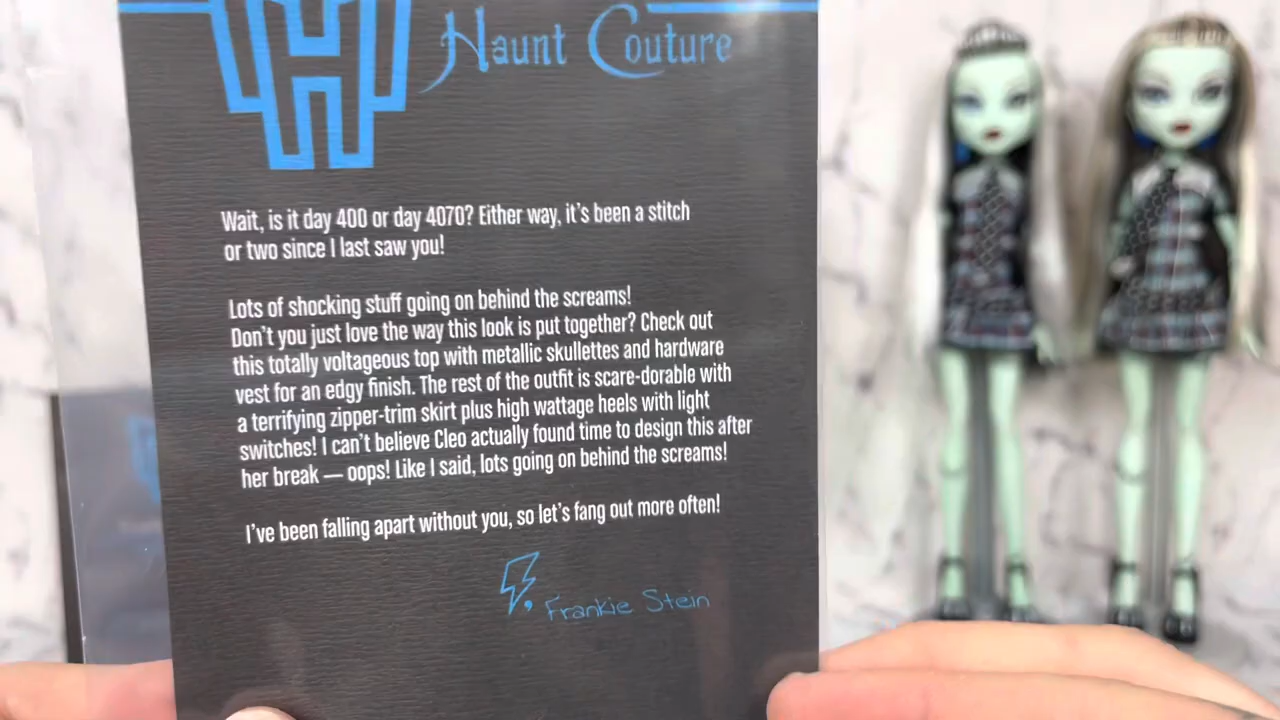 Haunt Couture
Wait, is it day 400 or day 4070? Either way, it's been a stitch
or two since I last saw you!
Lots of shocking stuff going on behind the screams!
Don't you just love the way this look is put together? Check out
this totally voltageous top with metallic skullettes and hardware
vest for an edgy finish. The rest of the outfit is scare-dorable with
a terrifying zipper-trim skirt plus high wattage heels with light
switches! I can't believe Cleo actually found time to design this after
her break — oops! Like I said, lots going on behind the screams!
I've been falling apart without you, so let's fang out more often!
Frankie Stein